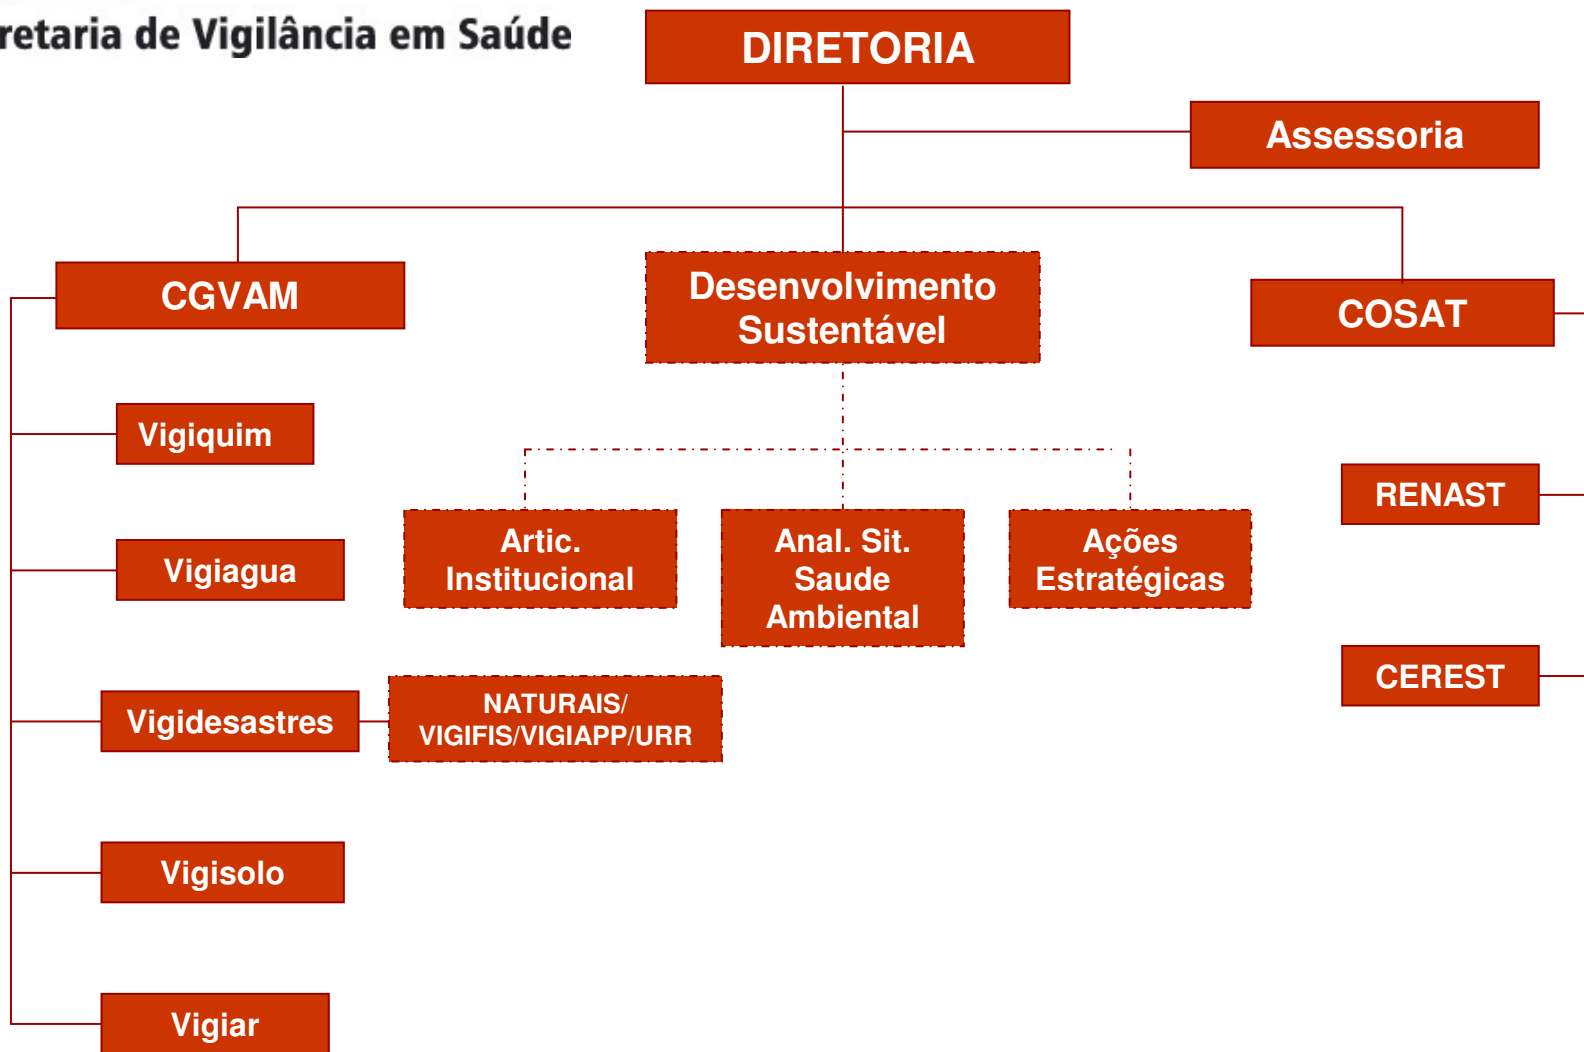 retaria de Vigilância em Saúde
DIRETORIA
Assessoria
CGVAM
Desenvolvimento
Sustentável
COSAT
Vigiquim
Vigiagua
Vigidesastres
NATURAIS/
VIGIFIS/VIGIAPP/URR
Vigisolo
Vigiar
Artic.
Institucional
Anal. Sit.
Saude
Ambiental
Ações
Estratégicas
RENAST
CEREST